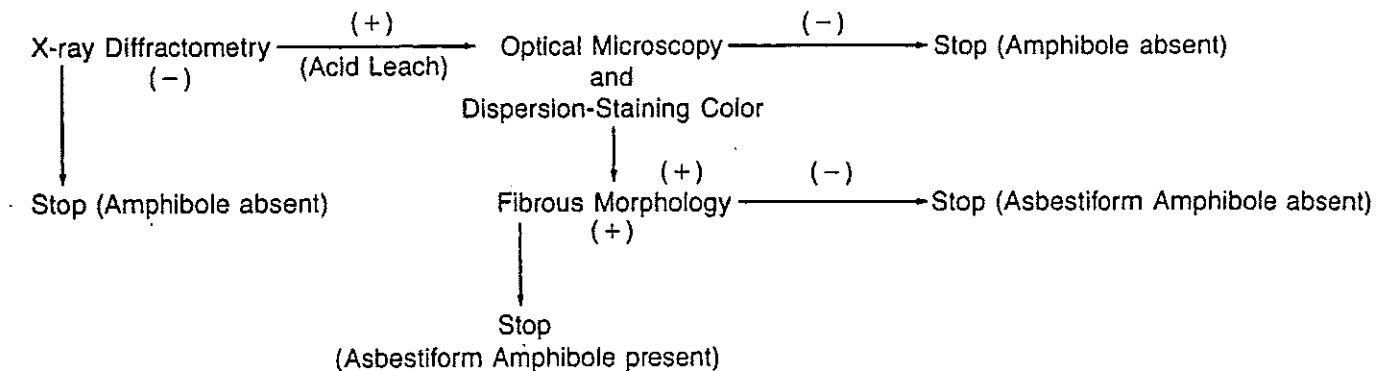 (+)
(-)
X-ray Diffractometry
(-)
(Acid Leach)
Optical Microscopy
and
Dispersion-Staining Color
Stop (Amphibole absent)
(+)
(-)
Stop (Amphibole absent)
Fibrous Morphology
(+)
Stop (Asbestiform Amphibole absent)
Stop
(Asbestiform Amphibole present)